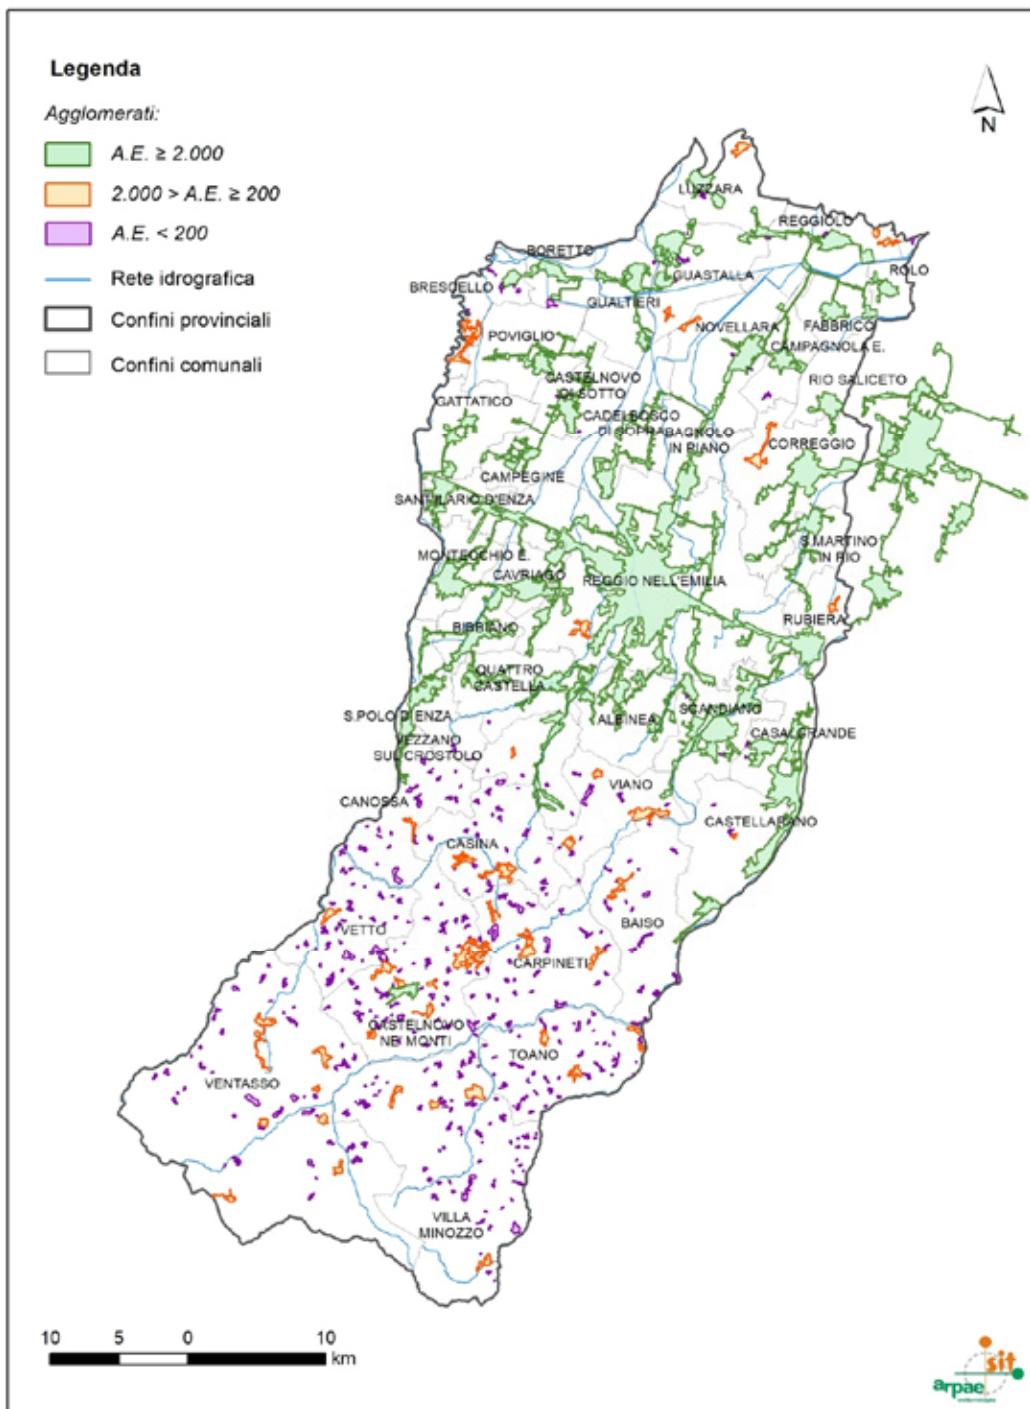 Legenda
Agglomerati:
A.E. ≥ 2.000
2.000 > A.E. ≥ 200
A.E. < 200
Rete idrografica
Confini provinciali
Confini comunali
N
LUZZARA
REGGIOLO
BORETTO
GUASTALLA
ROLO
BRESCELLO
GUALTIERI
NOVELLARA
FABBRICO
POVIGLIO
CAMPAGNOLA E.
CASTELNOVO
DI SOTTO
RIO SALICETO
GATTATICO
CADELBOSCO
DI SOPRA
BAGNOLO
IN PIANO
CORREGGIO
CAMPEGINE
SANT'ILARIO D'ENZA
S.MARTINO
IN RIO
MONTECCHIO E.
CAVRIAGO
REGGIO NELL'EMILIA
RUBIERA
BIBBIANO
QUATTRO
CASTELLA
S.POLO D'ENZA
ALBINEA
SCANDIANO
CASALGRANDE
VEZZANO
SUL CROSTOLO
VIANO
CANOSSA
CASTELLARANO
CASINA
BAISO
VETTO
CARPINETI
CASTELNOVO
NE' MONTI
TOANO
VENTASSO
VILLA
MINOZZO
10 5 0 10
km
sit
arpae